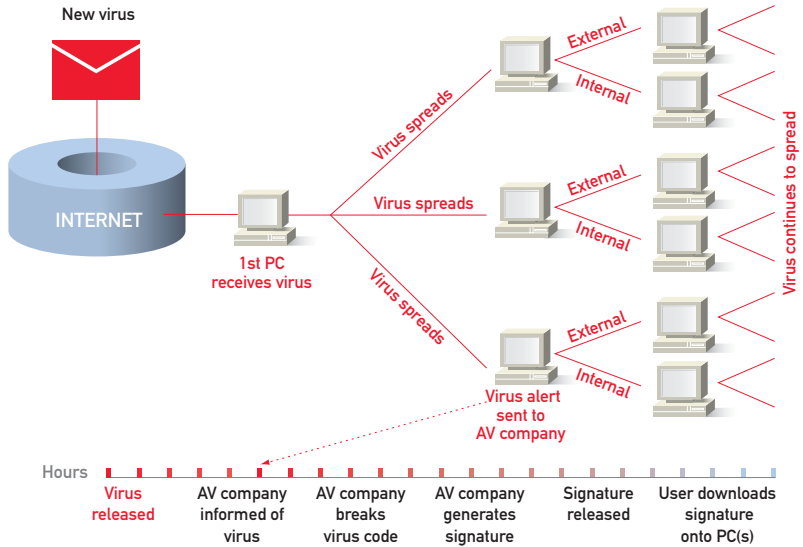 New virus
INTERNET
1st PC
receives virus
Virus spreads
Virus spreads
Virus spreads
External
Internal
External
Internal
External
Internal
Virus continues to spread
Virus alert
sent to
AV company
Hours
Virus
released
AV company
informed of
virus
AV company
breaks
virus code
AV company
generates
signature
Signature
released
User downloads
signature
onto PC(s)